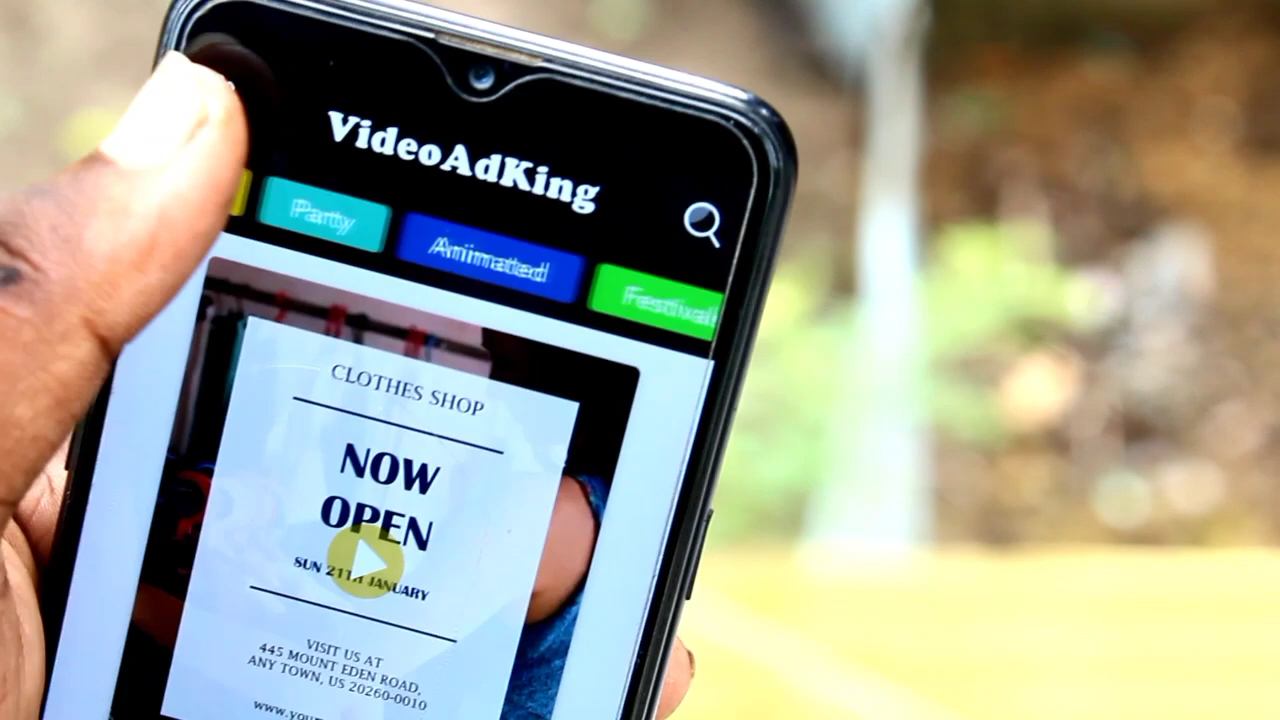 VideoAdKing
Party Animated Festival
CLOTHES SHOP
NOW
OPEN
SUN 21TH JANUARY
VISIT US AT
445 MOUNT EDEN ROAD,
ANY TOWN, US 20260-0010